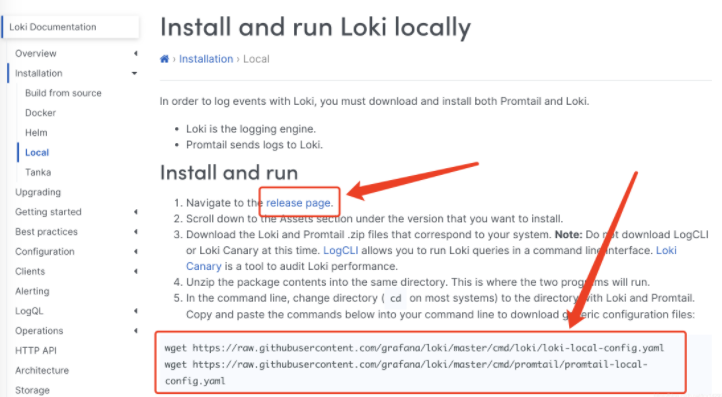 Loki Documentation
Overview
Installation
Build from source
Docker
Helm
Local
Tanka
Upgrading
Getting started
Best practices
Configuration
Clients
Alerting
LogQL
Operations
HTTP API
Architecture
Storage
Install and run Loki locally
› Installation › Local
In order to log events with Loki, you must download and install both Promtail and Loki.
• Loki is the logging engine.
• Promtail sends logs to Loki.
Install and run
1. Navigate to the release page.
2. Scroll down to the Assets section under the version that you want to install.
3. Download the Loki and Promtail .zip files that correspond to your system. Note: Do not download LogCLI
or Loki Canary at this time. LogCLI allows you to run Loki queries in a command line interface. Loki
Canary is a tool to audit Loki performance.
4. Unzip the package contents into the same directory. This is where the two programs will run.
5. In the command line, change directory ( cd on most systems) to the directory with Loki and Promtail.
Copy and paste the commands below into your command line to download generic configuration files:
wget https://raw.githubusercontent.com/grafana/loki/master/cmd/loki/loki-local-config.yaml
wget https://raw.githubusercontent.com/grafana/loki/master/cmd/promtail/promtail-local-
config.yaml